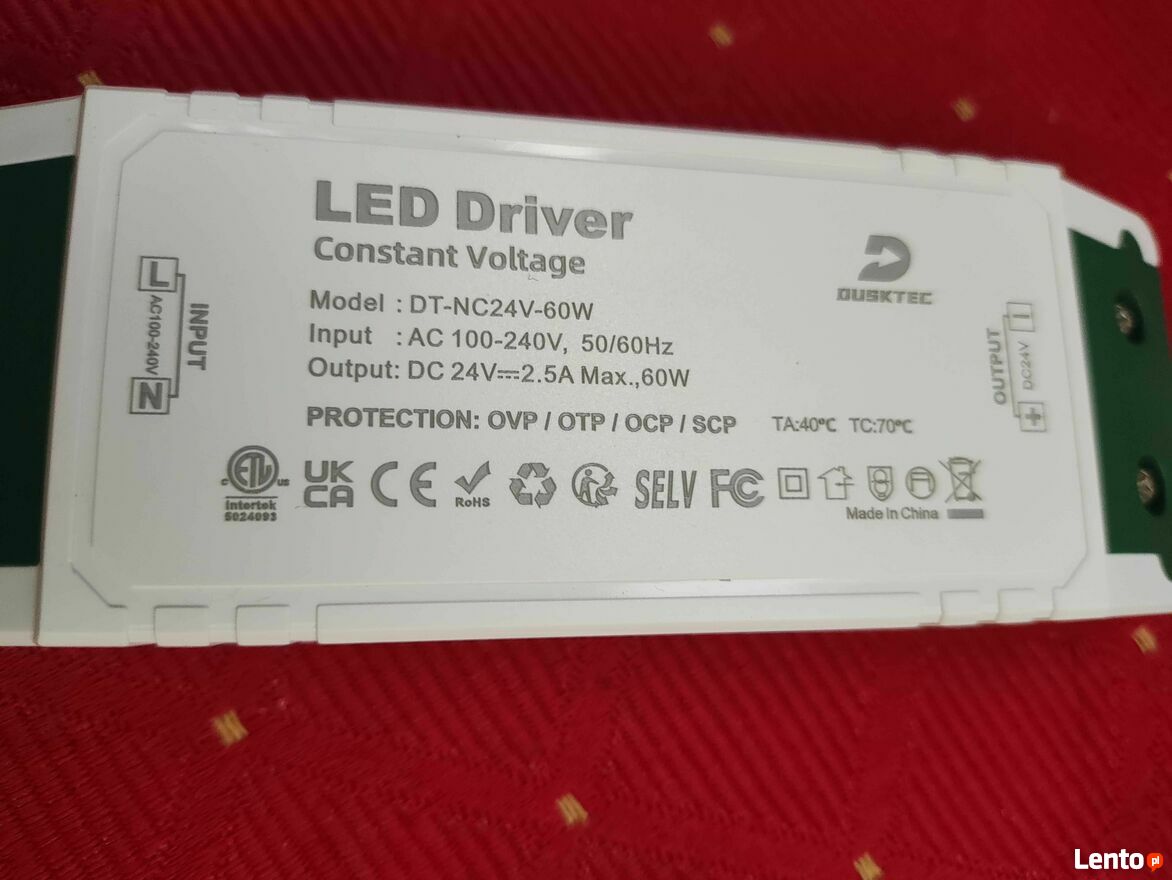 LED Driver
Constant Voltage
Model : DT-NC24V-60W
Input : AC 100-240V, 50/60Hz
Output: DC 24V⎓2.5A Max.,60W
PROTECTION: OVP / OTP / OCP / SCP TA:40℃ TC:70℃
L
AC100-240V
N
INPUT
DUSKTEC
OUTPUT
−
DC24V
+
c ETL us
Intertek
5024093
UK
CA
CE
RoHS
SELV
FC
Made In China
Lento pl